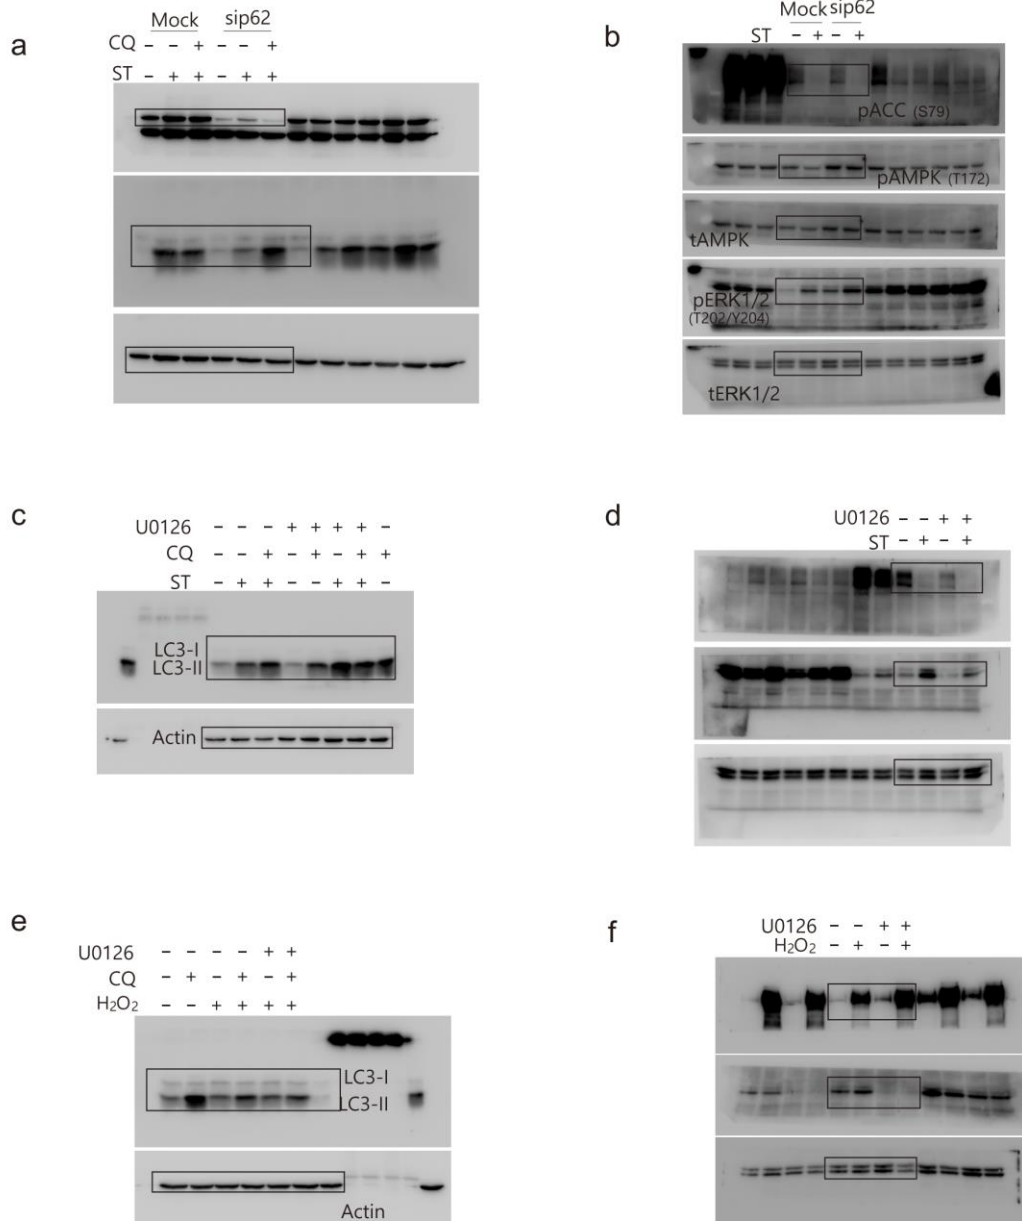 a
Mock sip62
CQ − − + − − +
ST − + + − + +
b
Mock sip62
ST − + − +
pACC (S79)
pAMPK (T172)
tAMPK
pERK1/2
(T202/Y204)
tERK1/2
c
U0126 − − − + + + + −
CQ − − + − + − + +
ST − + + − − + + −
LC3-I
LC3-II
Actin
d
U0126 − − + +
ST − + − +
e
U0126 − − − − + +
CQ − + − + − +
H₂O₂ − − + + + +
LC3-I
LC3-II
Actin
f
U0126 − − + +
H₂O₂ − + − +